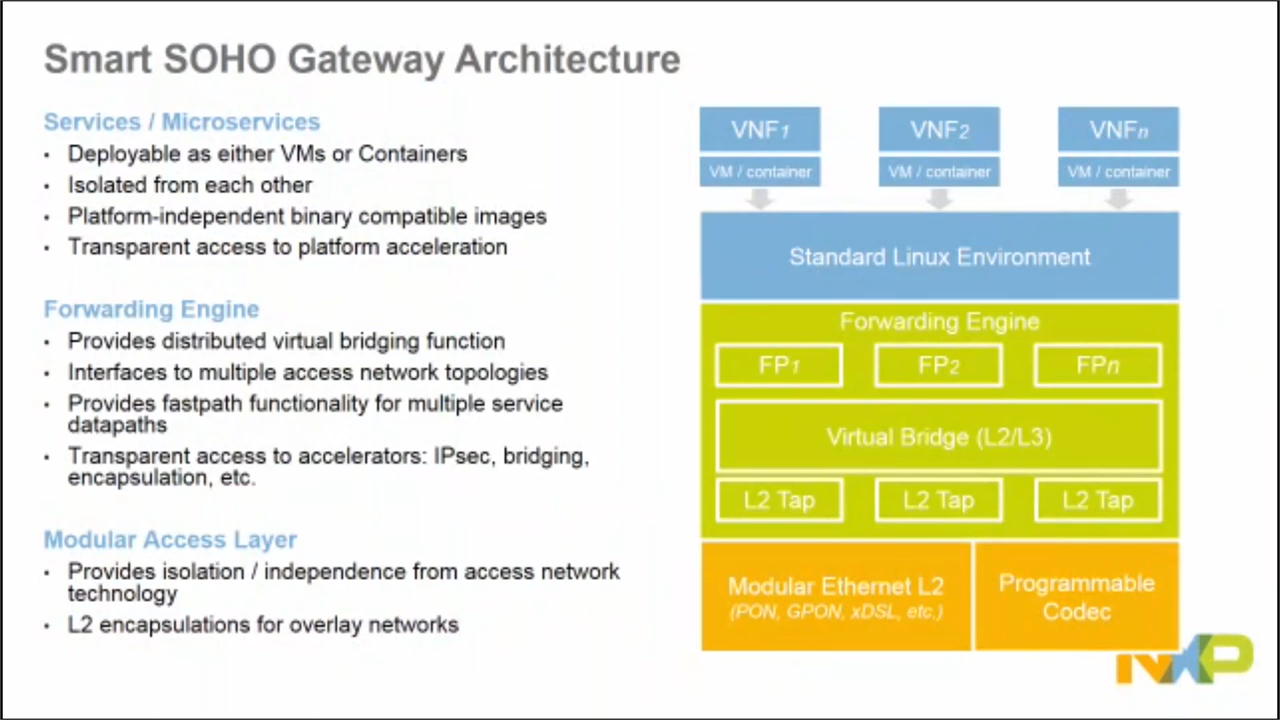 Smart SOHO Gateway Architecture
Services / Microservices
· Deployable as either VMs or Containers
· Isolated from each other
· Platform-independent binary compatible images
· Transparent access to platform acceleration
Forwarding Engine
· Provides distributed virtual bridging function
· Interfaces to multiple access network topologies
· Provides fastpath functionality for multiple service
datapaths
· Transparent access to accelerators: IPsec, bridging,
encapsulation, etc.
Modular Access Layer
· Provides isolation / independence from access network
technology
· L2 encapsulations for overlay networks
VNF1 VNF2 VNFn
VM / container VM / container VM / container
Standard Linux Environment
Forwarding Engine
FP1 FP2 FPn
Virtual Bridge (L2/L3)
L2 Tap L2 Tap L2 Tap
Modular Ethernet L2
(PON, GPON, xDSL, etc.)
Programmable
Codec
NXP